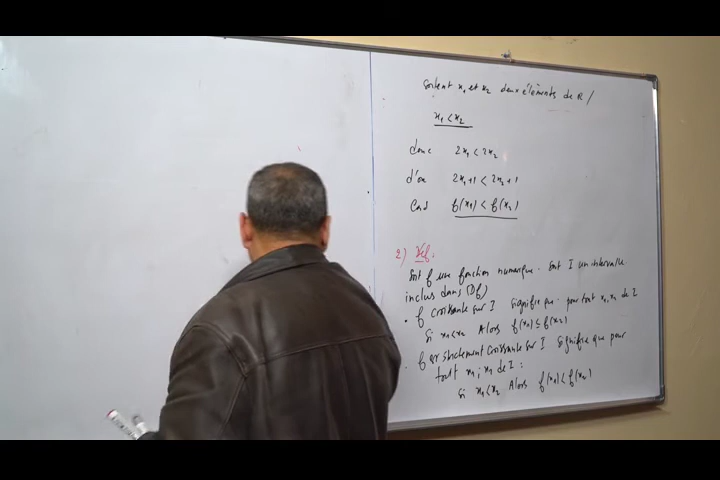 Soient x₁ et x₂ deux éléments de ℝ /
x₁ < x₂
donc 2x₁ < 2x₂
d'où 2x₁+1 < 2x₂+1
Càd f(x₁) < f(x₂)
2) Def.
Soit f une fonction numérique. Soit I un intervalle
inclus dans (Df)
• f croissante sur I signifie que pour tout x₁, x₂ de I
Si x₁<x₂ Alors f(x₁) ≤ f(x₂)
• f est strictement croissante sur I signifie que pour
tout x₁ ; x₂ de I :
Si x₁<x₂ Alors f(x₁) < f(x₂)